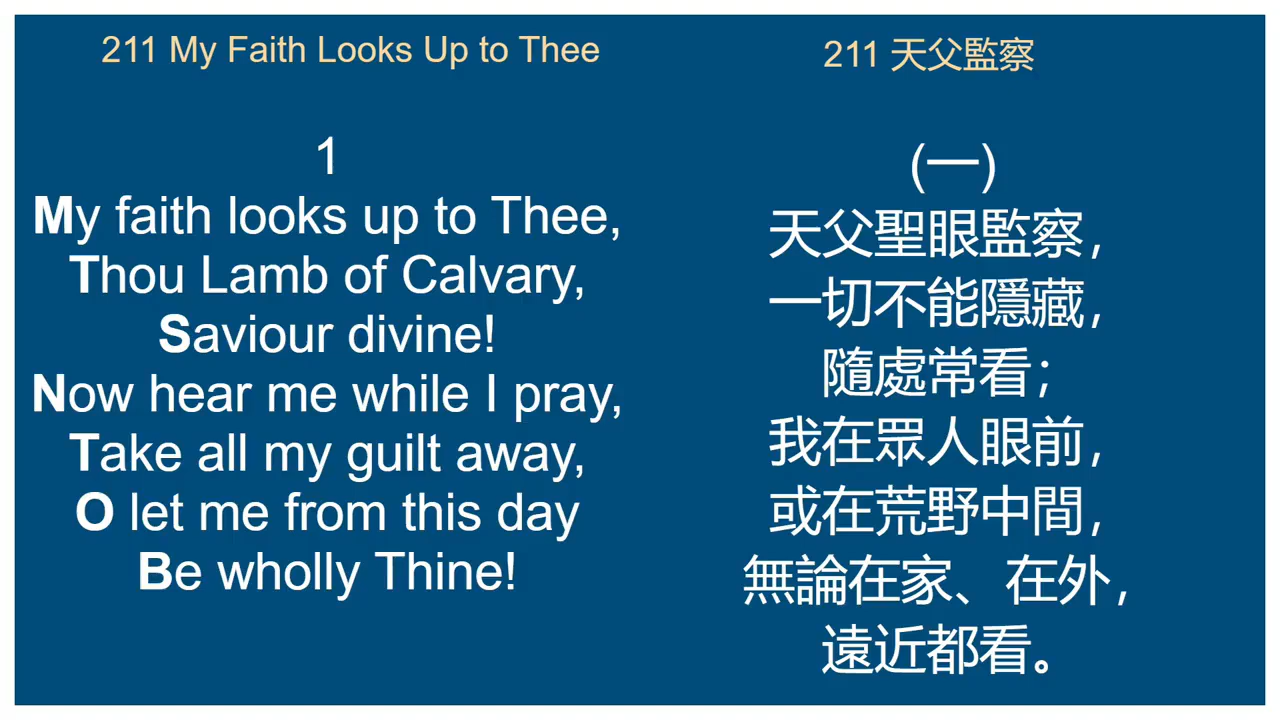 211 My Faith Looks Up to Thee
1
My faith looks up to Thee,
Thou Lamb of Calvary,
Saviour divine!
Now hear me while I pray,
Take all my guilt away,
O let me from this day
Be wholly Thine!
211 天父監察
(一)
天父聖眼監察，
一切不能隱藏，
隨處常看；
我在眾人眼前，
或在荒野中間，
無論在家、在外，
遠近都看。